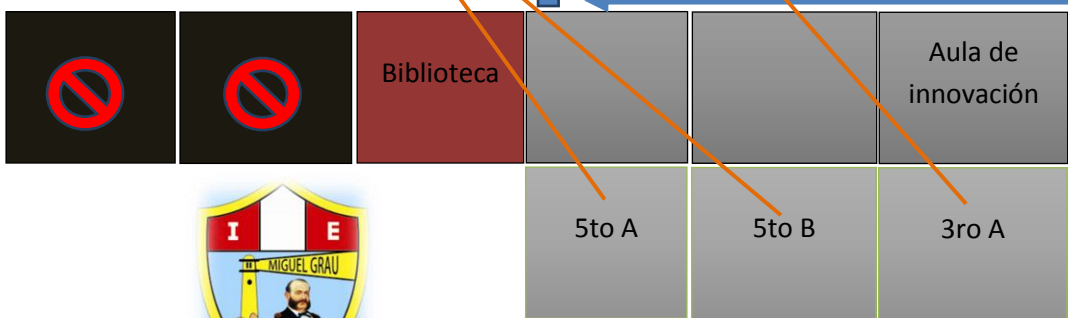 Biblioteca
Aula de
innovación
5to A
5to B
3ro A
I E
MIGUEL GRAU